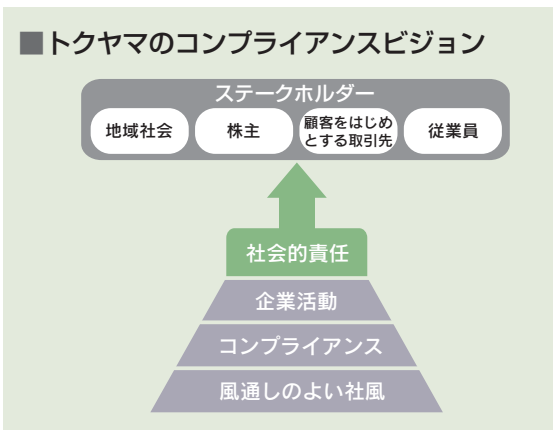 ■トクヤマのコンプライアンスビジョン
ステークホルダー
地域社会
株主
顧客をはじめ
とする取引先
従業員
社会的責任
企業活動
コンプライアンス
風通しのよい社風